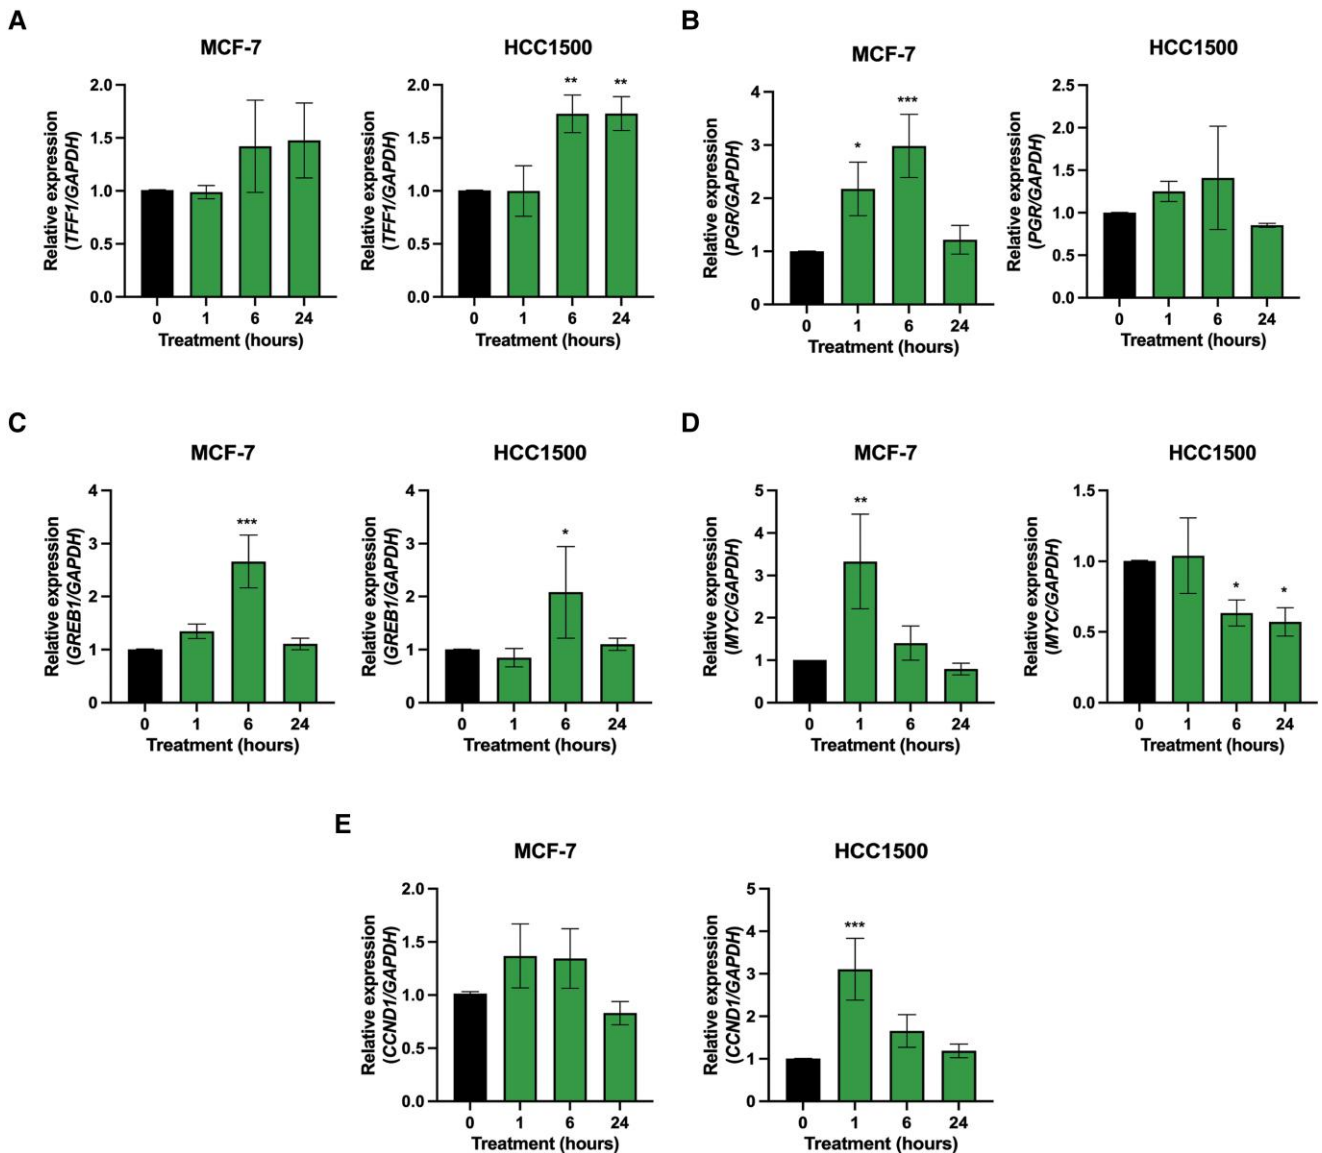 A
MCF-7
Relative expression
(TFF1/GAPDH)
2.0
1.5
1.0
0.5
0.0
0 1 6 24
Treatment (hours)
HCC1500
Relative expression
(TFF1/GAPDH)
2.0
1.5
1.0
0.5
0.0
** **
0 1 6 24
Treatment (hours)
B
MCF-7
Relative expression
(PGR/GAPDH)
4
3
2
1
0
* ***
0 1 6 24
Treatment (hours)
HCC1500
Relative expression
(PGR/GAPDH)
2.5
2.0
1.5
1.0
0.5
0.0
0 1 6 24
Treatment (hours)
C
MCF-7
Relative expression
(GREB1/GAPDH)
4
3
2
1
0
***
0 1 6 24
Treatment (hours)
HCC1500
Relative expression
(GREB1/GAPDH)
4
3
2
1
0
*
0 1 6 24
Treatment (hours)
D
MCF-7
Relative expression
(MYC/GAPDH)
5
4
3
2
1
0
**
0 1 6 24
Treatment (hours)
HCC1500
Relative expression
(MYC/GAPDH)
1.5
1.0
0.5
0.0
* *
0 1 6 24
Treatment (hours)
E
MCF-7
Relative expression
(CCND1/GAPDH)
2.0
1.5
1.0
0.5
0.0
0 1 6 24
Treatment (hours)
HCC1500
Relative expression
(CCND1/GAPDH)
5
4
3
2
1
0
***
0 1 6 24
Treatment (hours)